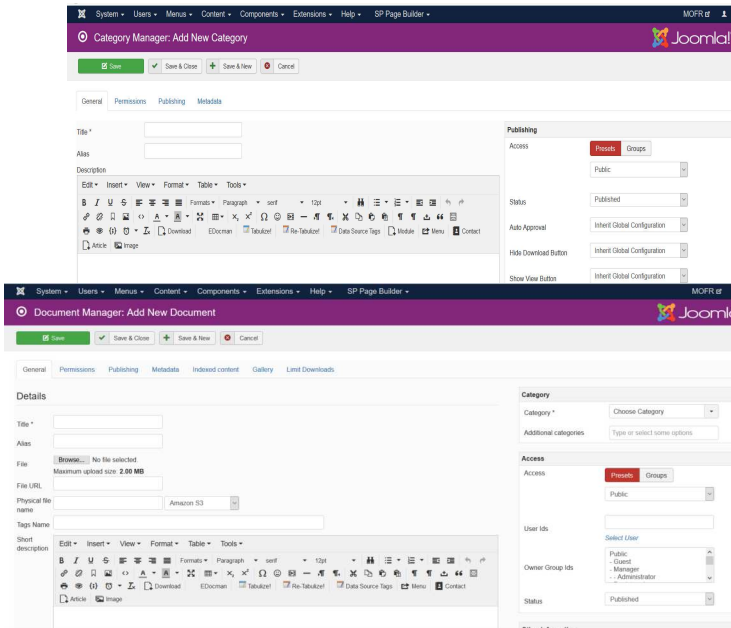 System Users Menus Content Components Extensions Help SP Page Builder MOFR
Category Manager: Add New Category Joomla!
Save Save & Close Save & New Cancel
General Permissions Publishing Metadata
Title *
Alias
Description
Edit Insert View Format Table Tools
B I U S Formats Paragraph serif 12pt
Download EDocman Tabulizer! Re-Tabulize! Data Source Tags Module Menu Contact
Article Image
Publishing
Access Presets Groups
Public
Status Published
Auto Approval Inherit Global Configuration
Hide Download Button Inherit Global Configuration
Show View Button Inherit Global Configuration
System Users Menus Content Components Extensions Help SP Page Builder MOFR
Document Manager: Add New Document Joomla
Save Save & Close Save & New Cancel
General Permissions Publishing Metadata Indexed content Gallery Limit Downloads
Details
Title *
Alias
File Browse... No file selected.
Maximum upload size 2.00 MB
File URL
Physical file name Amazon S3
Tags Name
Short description
Edit Insert View Format Table Tools
B I U S Formats Paragraph serif 12pt
Download EDocman Tabulize! Re-Tabulize! Data Source Tags Menu Contact
Article Image
Category
Category * Choose Category
Additional categories Type or select some options
Access
Access Presets Groups
Public
User Ids
Select User
Owner Group Ids Public
- Guest
- Manager
- - Administrator
Status Published